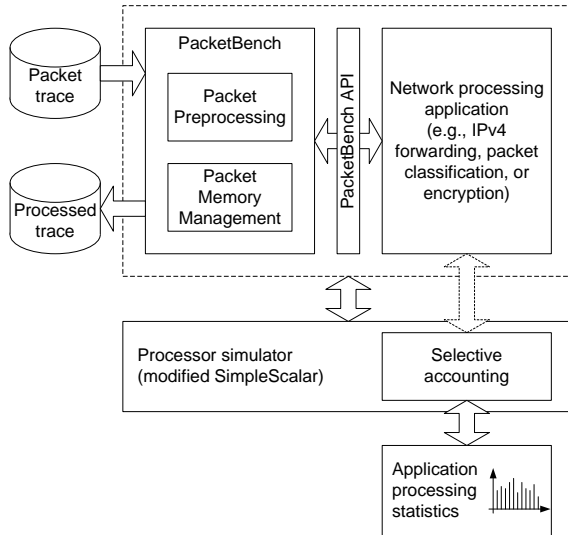 Packet
trace
Processed
trace
PacketBench
Packet
Preprocessing
Packet
Memory
Management
PacketBench API
Network processing
application
(e.g., IPv4
forwarding, packet
classification, or
encryption)
Processor simulator
(modified SimpleScalar)
Selective
accounting
Application
processing
statistics